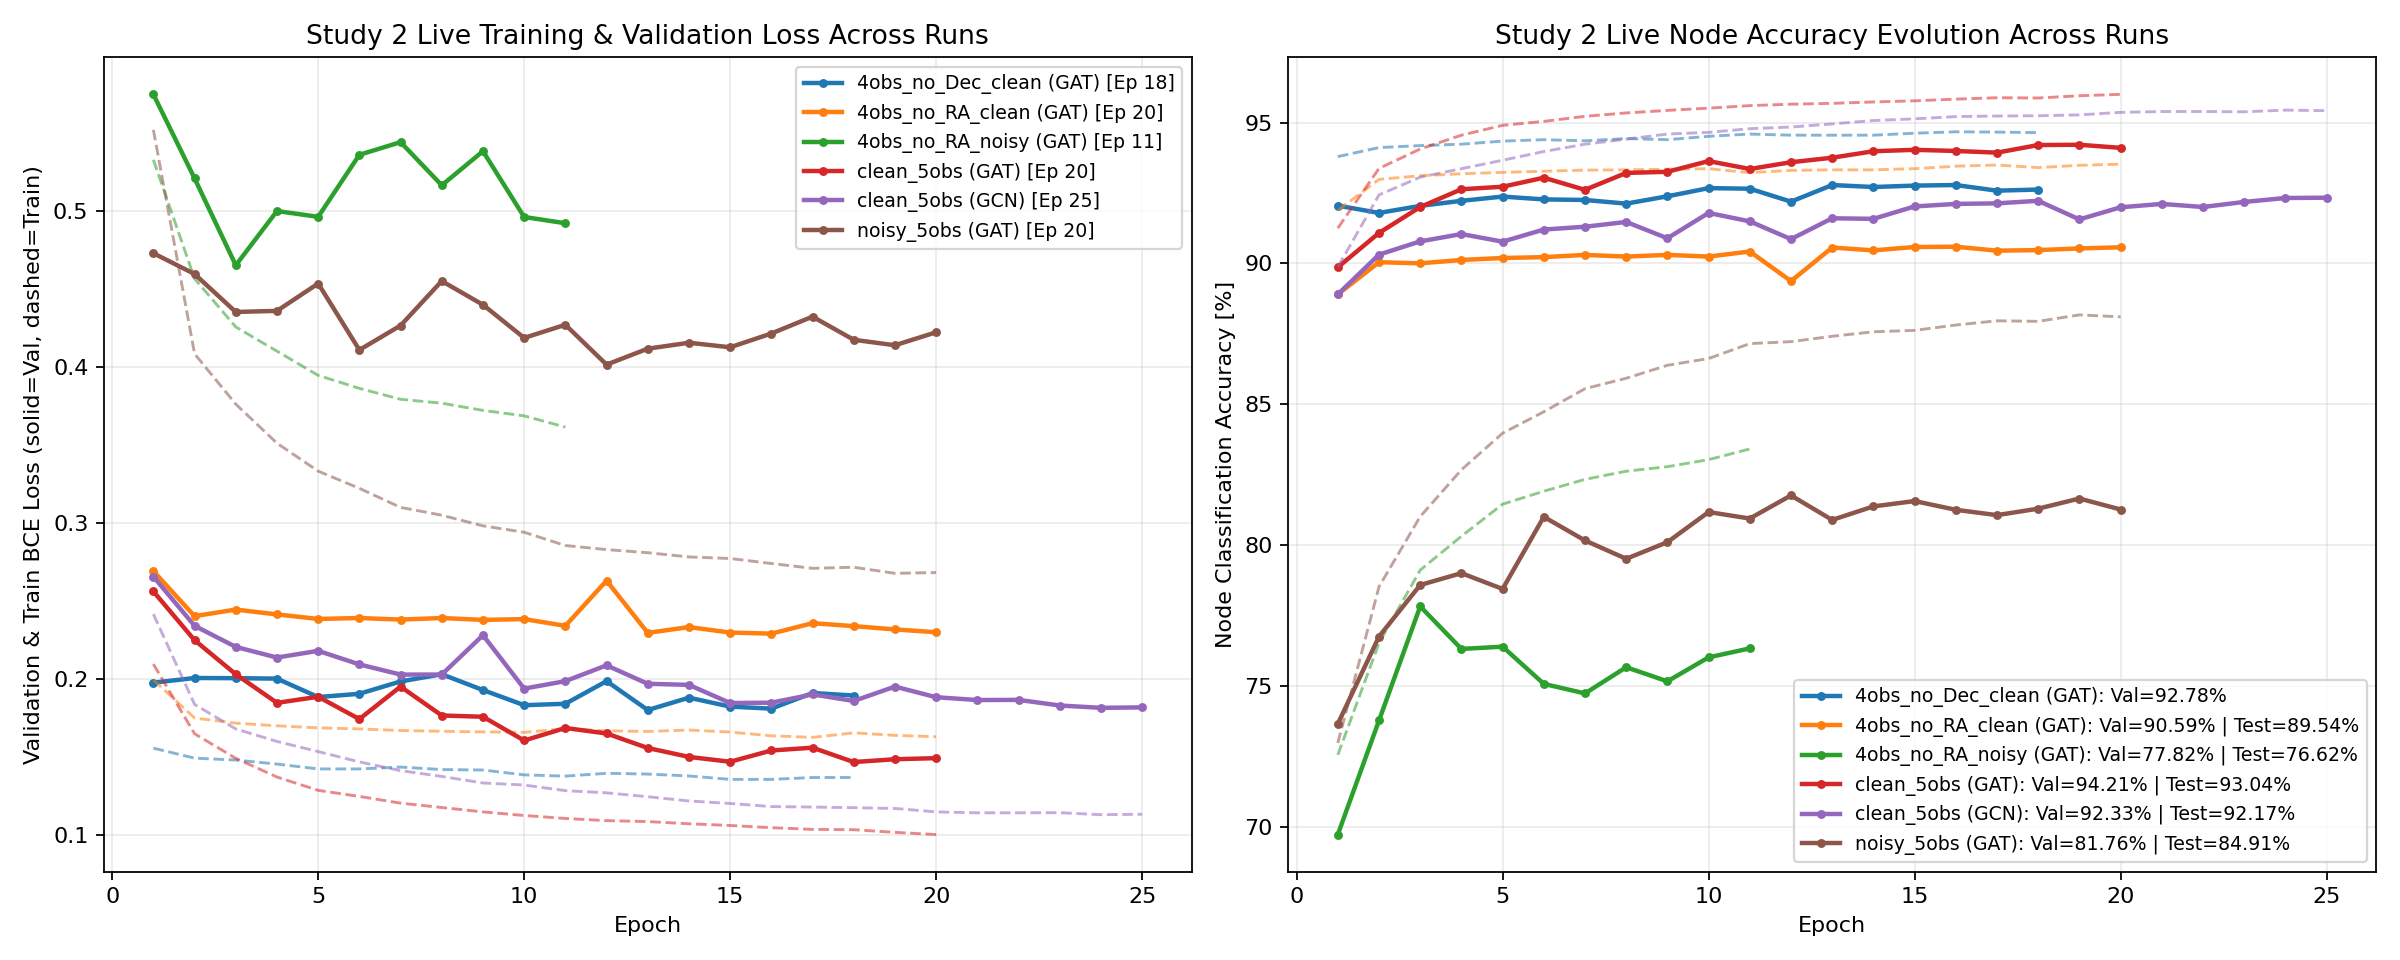 Study 2 Live Training & Validation Loss Across Runs
Validation & Train BCE Loss (solid=Val, dashed=Train)
0.5
0.4
0.3
0.2
0.1
4obs_no_Dec_clean (GAT) [Ep 18]
4obs_no_RA_clean (GAT) [Ep 20]
4obs_no_RA_noisy (GAT) [Ep 11]
clean_5obs (GAT) [Ep 20]
clean_5obs (GCN) [Ep 25]
noisy_5obs (GAT) [Ep 20]
0 5 10 15 20 25
Epoch
Study 2 Live Node Accuracy Evolution Across Runs
Node Classification Accuracy [%]
95
90
85
80
75
70
4obs_no_Dec_clean (GAT): Val=92.78%
4obs_no_RA_clean (GAT): Val=90.59% | Test=89.54%
4obs_no_RA_noisy (GAT): Val=77.82% | Test=76.62%
clean_5obs (GAT): Val=94.21% | Test=93.04%
clean_5obs (GCN): Val=92.33% | Test=92.17%
noisy_5obs (GAT): Val=81.76% | Test=84.91%
0 5 10 15 20 25
Epoch